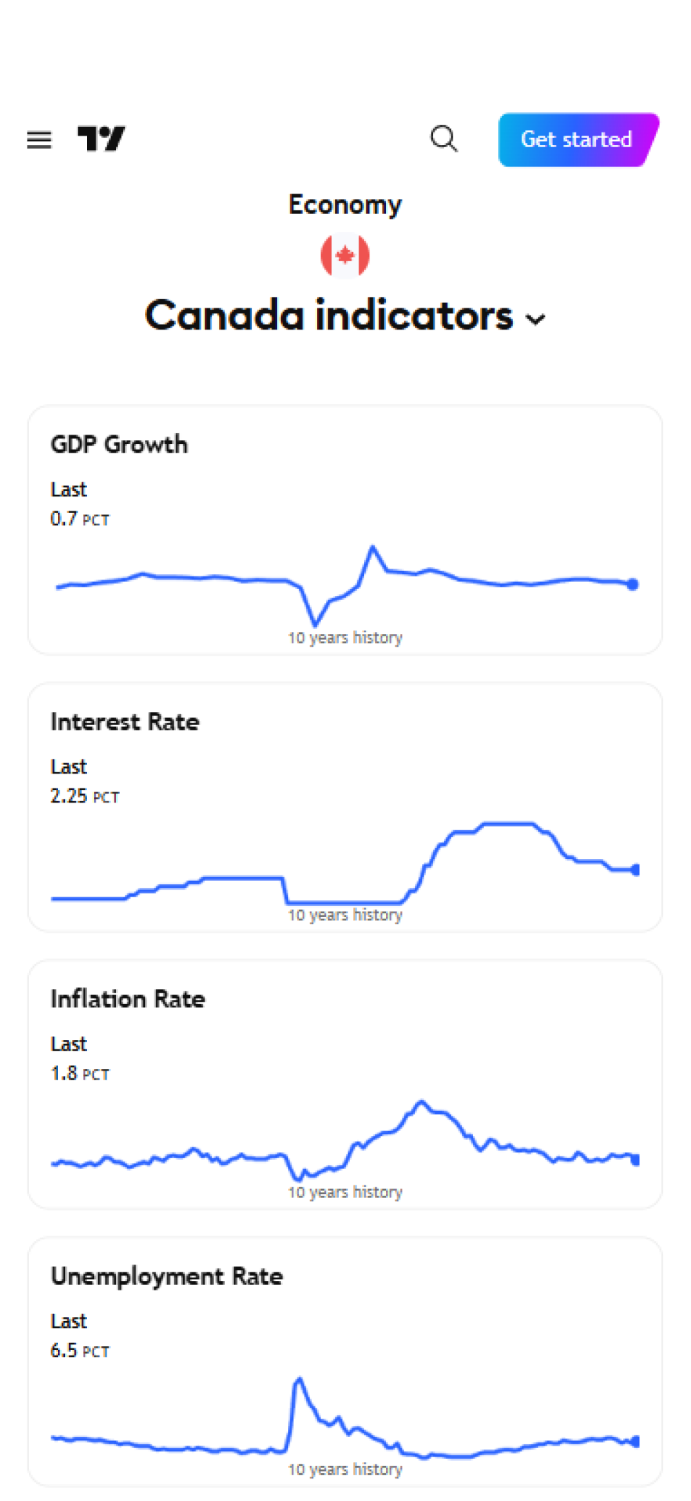 Get started
Economy
Canada indicators
GDP Growth
Last
0.7 PCT
10 years history
Interest Rate
Last
2.25 PCT
10 years history
Inflation Rate
Last
1.8 PCT
10 years history
Unemployment Rate
Last
6.5 PCT
10 years history